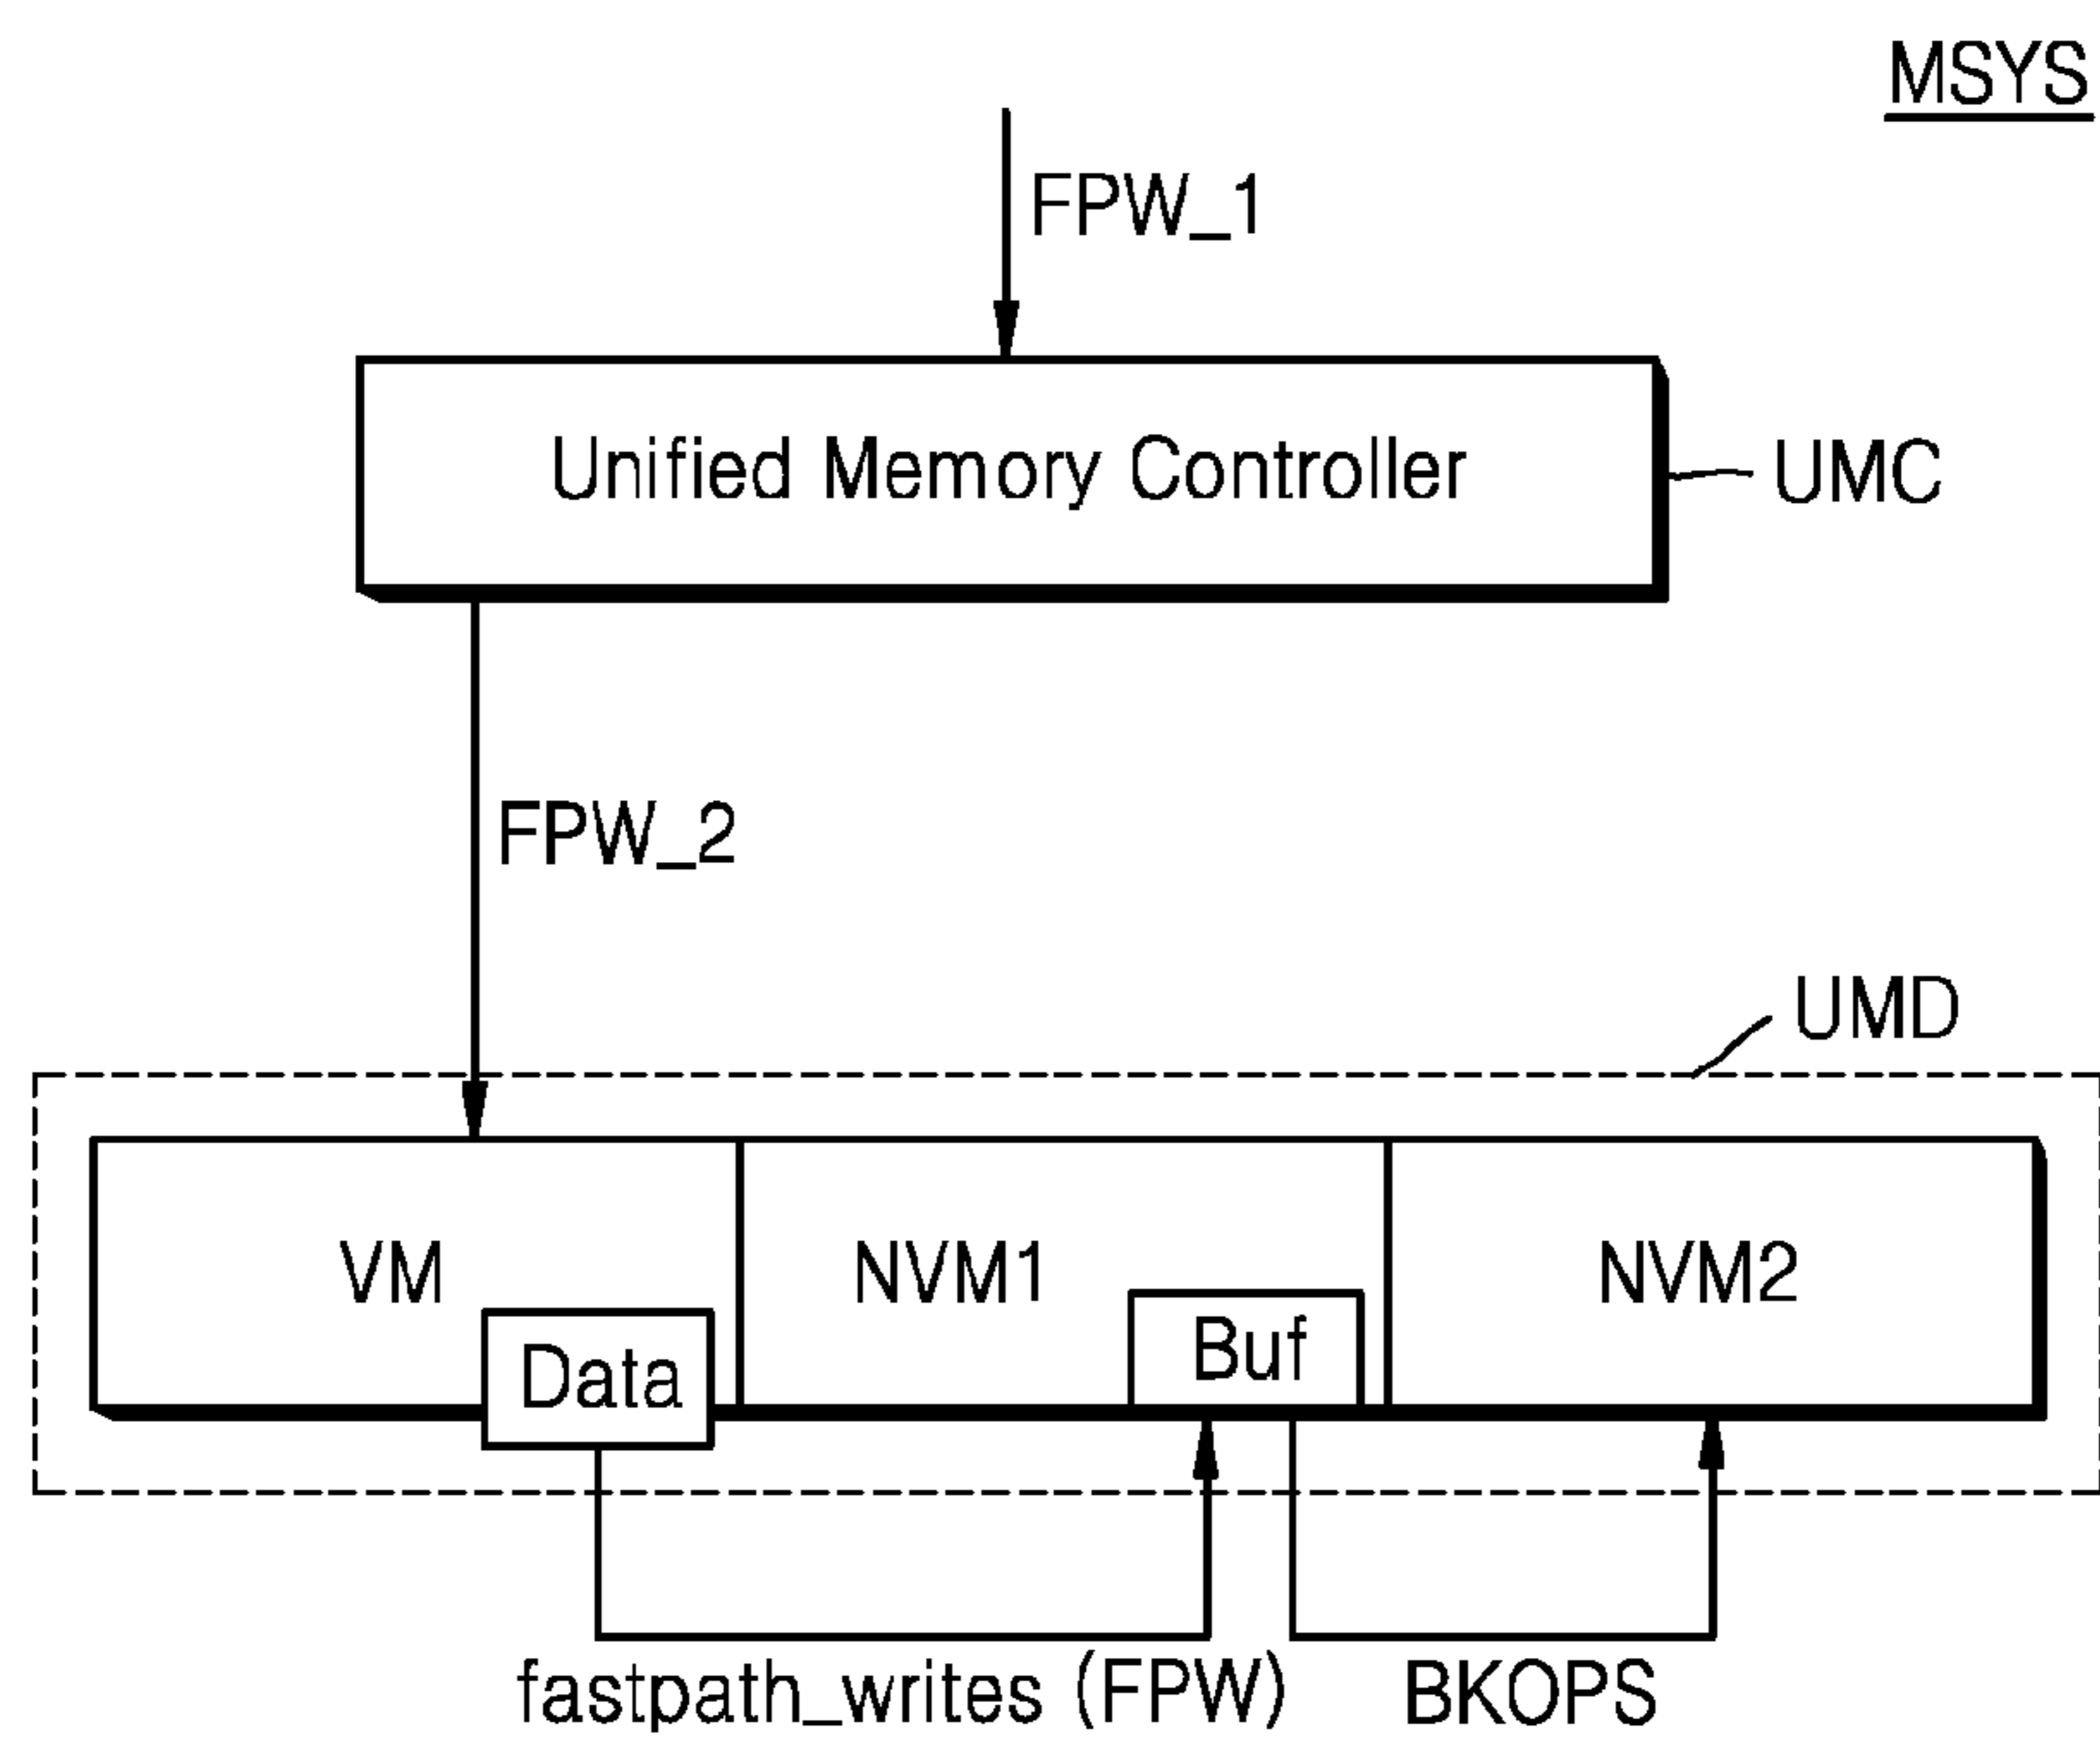 MSYS
FPW_1
Unified Memory Controller
UMC
FPW_2
UMD
VM
NVM1
NVM2
Data
Buf
fastpath_writes (FPW)
BKOPS